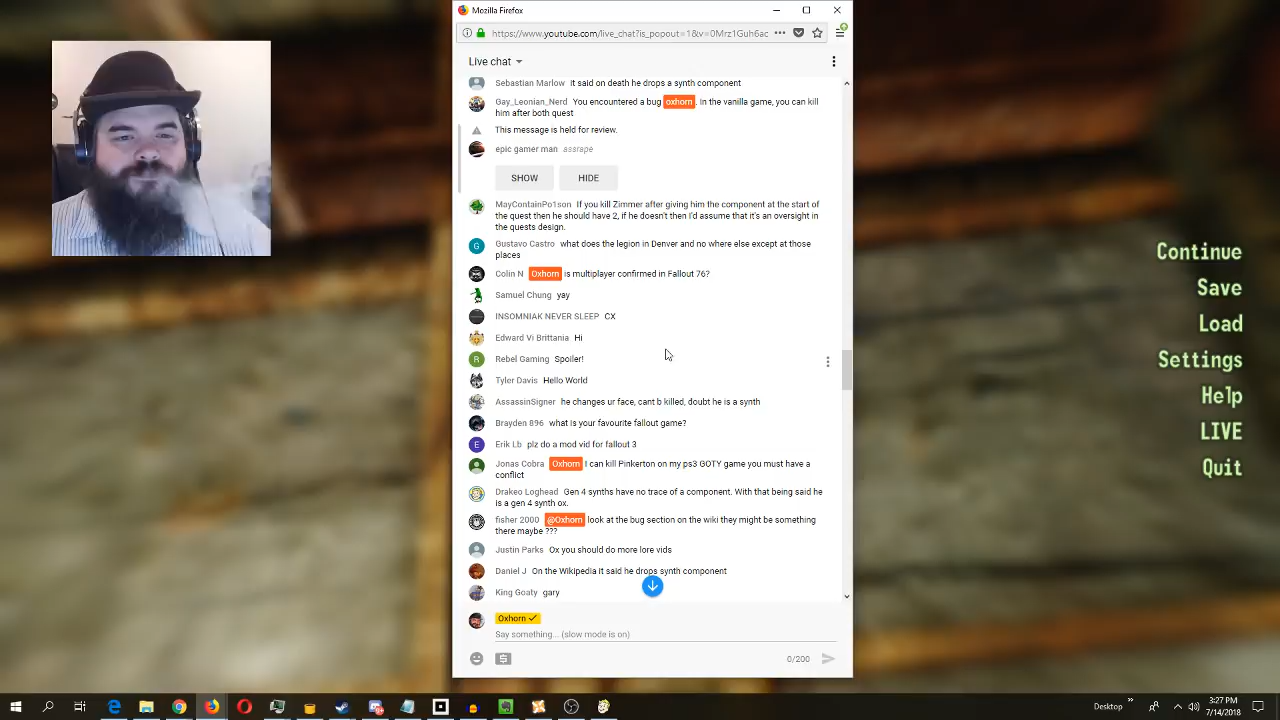 Mozilla Firefox
https://www.youtube.com/live_chat?is_popout=1&v=0Mrz1Guh6ac
Live chat
Sebastian Marlow It said on death he drops a synth component
Gay_Leonian_Nerd You encountered a bug oxhorn. In the vanilla game, you can kill
him after both quest
This message is held for review.
epic gamer man assrape
SHOW HIDE
MayContainPo1son If you kill Zimmer after giving him the component at the start of
the quest then he should have 2, if he doesn't then I'd assume that it's an oversight in
the quests design.
G Gustavo Castro what does the legion in Denver and no where else except at those
places
Colin N Oxhorn is multiplayer confirmed in Fallout 76?
Samuel Chung yay
INSOMNIAK NEVER SLEEP CX
Edward Vi Brittania Hi
R Rebel Gaming Spoiler!
Tyler Davis Hello World
AssassinSigner he changes ur face, cant b killed, doubt he is a synth
Brayden 896 what is your favourite fallout game?
E Erik Lb plz do a mod vid for fallout 3
Jonas Cobra Oxhorn I can kill Pinkerton on my ps3 GOTY game you must have a
conflict
Drakeo Loghead Gen 4 synths have no trace of a component. With that being said he
is a gen 4 synth ox.
fisher 2000 @Oxhorn look at the bug section on the wiki they might be something
there maybe ???
Justin Parks Ox you should do more lore vids
Daniel J On the Wikipedia it said he drops synth component
King Goaty gary
Oxhorn
Say something... (slow mode is on)
0/200
Continue
Save
Load
Settings
Help
LIVE
Quit
Desktop
3:27 PM
7/14/2018